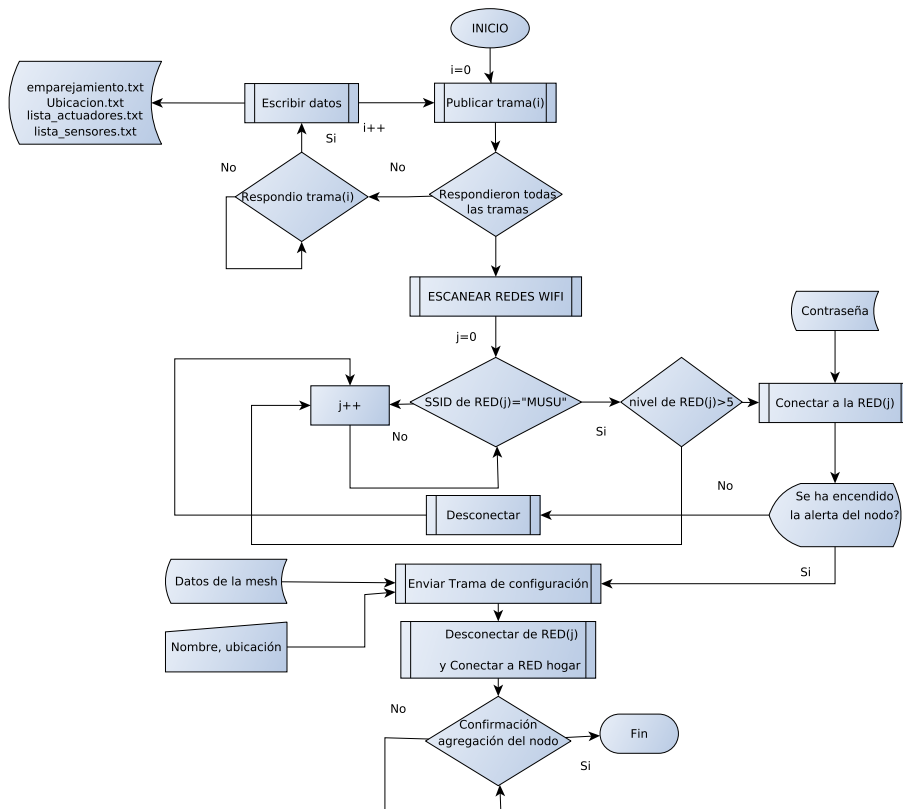 INICIO
i=0
emparejamiento.txt
Ubicacion.txt
lista_actuadores.txt
lista_sensores.txt
Escribir datos
Publicar trama(i)
i++
Si
No
No
Respondio trama(i)
Respondieron todas
las tramas
ESCANEAR REDES WIFI
Contraseña
j=0
j++
SSID de RED(j)="MUSU"
nivel de RED(j)>5
Conectar a la RED(j)
No
Si
No
Se ha encendido
la alerta del nodo?
Desconectar
Si
Datos de la mesh
Enviar Trama de configuración
Nombre, ubicación
Desconectar de RED(j)
y Conectar a RED hogar
No
Confirmación
agregación del nodo
Fin
Si